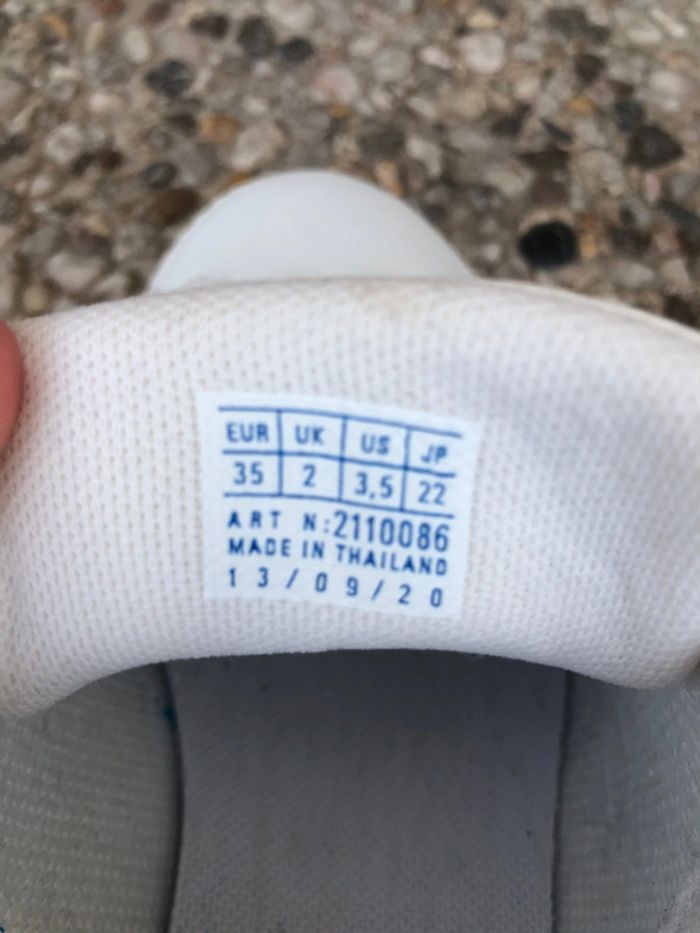 EUR UK US JP
35 2 3,5 22
ART N:2110086
MADE IN THAILAND
13/09/20